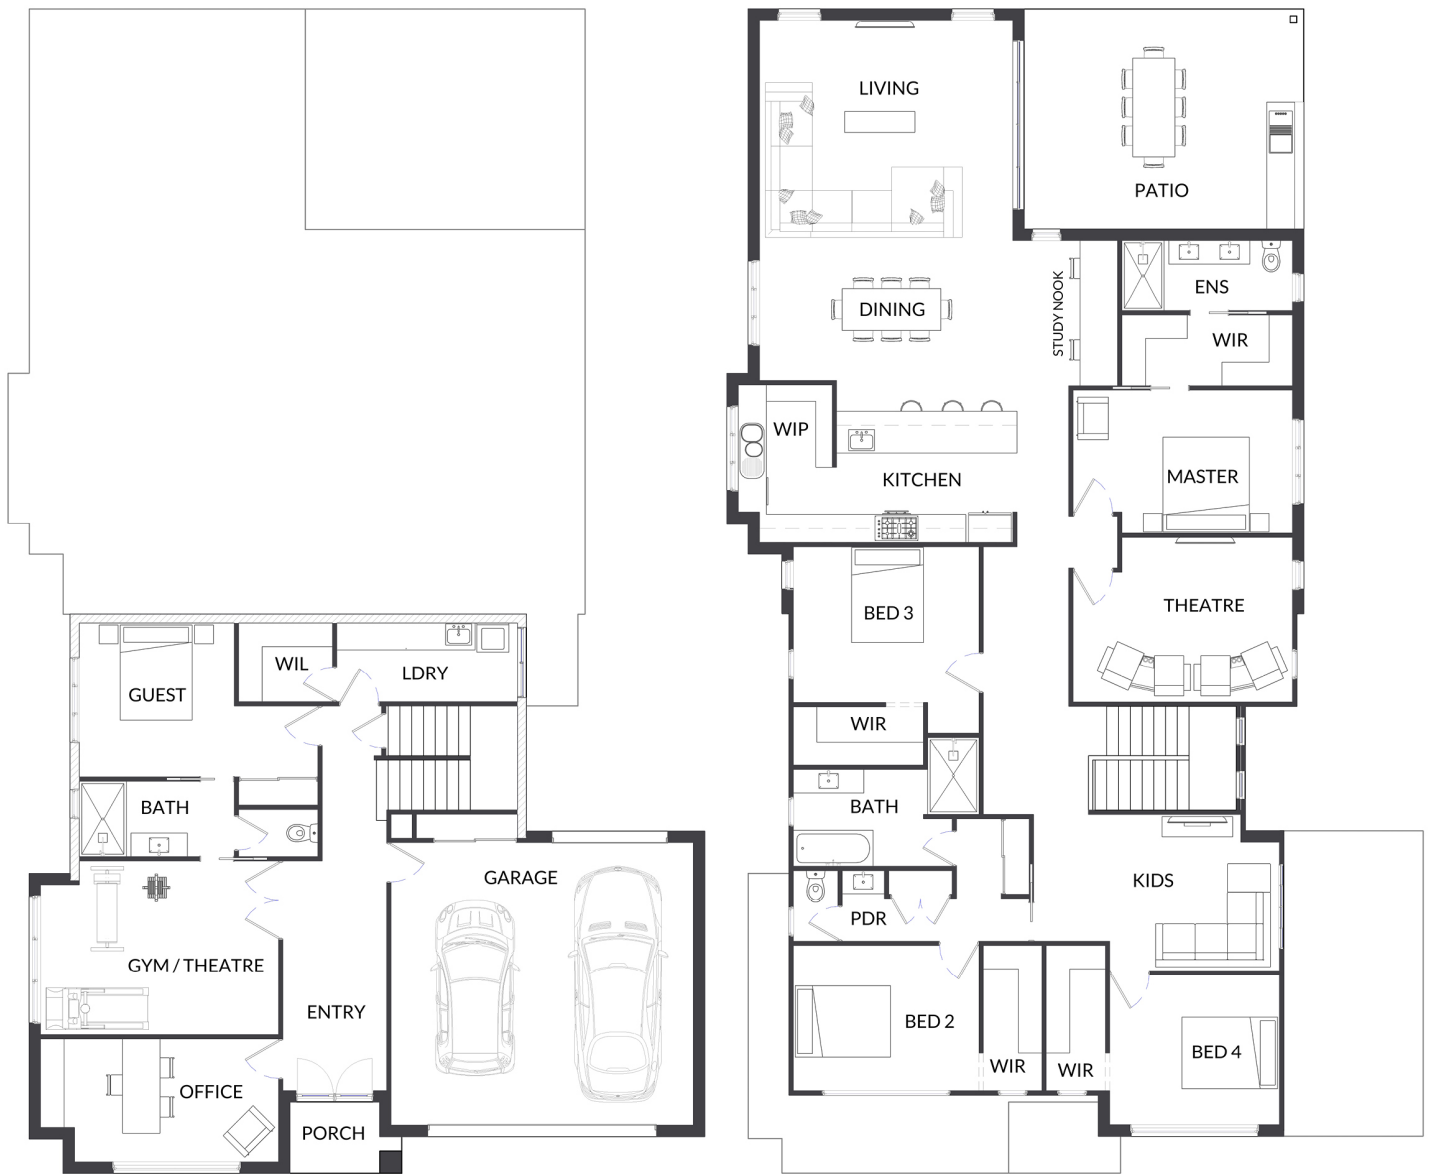 WIL
LDRY
GUEST
BATH
GARAGE
GYM / THEATRE
ENTRY
OFFICE
PORCH
LIVING
PATIO
ENS
DINING
STUDY NOOK
WIR
WIP
KITCHEN
MASTER
BED 3
THEATRE
WIR
BATH
KIDS
PDR
BED 2
BED 4
WIR
WIR